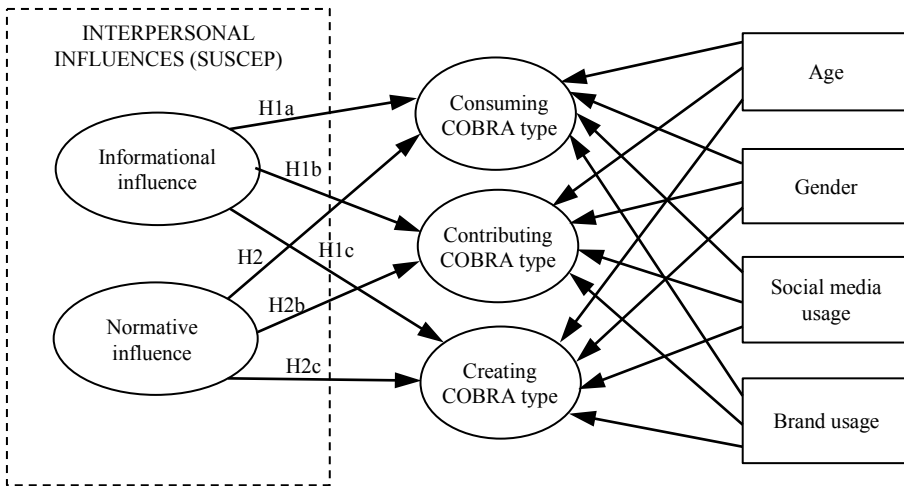 INTERPERSONAL
INFLUENCES (SUSCEP)
Informational
influence
Normative
influence
H1a
H1b
H1c
H2
H2b
H2c
Consuming
COBRA type
Contributing
COBRA type
Creating
COBRA type
Age
Gender
Social media
usage
Brand usage